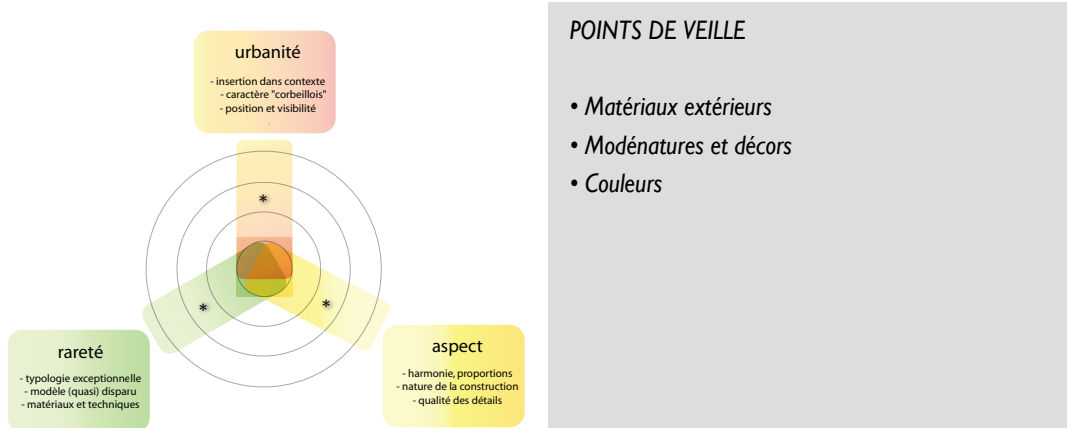 urbanité
- insertion dans contexte
- caractère "corbeillois"
- position et visibilité
*
*
*
rareté
- typologie exceptionnelle
- modèle (quasi) disparu
- matériaux et techniques
aspect
- harmonie, proportions
- nature de la construction
- qualité des détails
POINTS DE VEILLE
• Matériaux extérieurs
• Modénatures et décors
• Couleurs